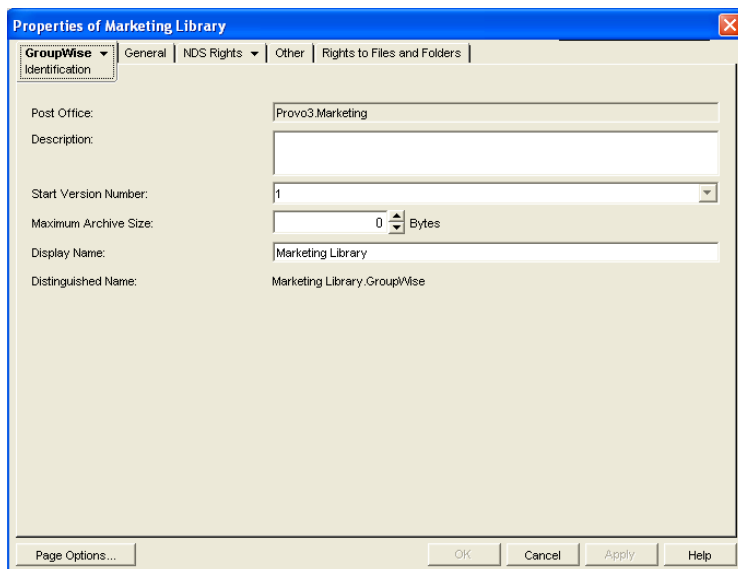 Properties of Marketing Library
GroupWise General NDS Rights Other Rights to Files and Folders
Identification
Post Office: Provo3.Marketing
Description:
Start Version Number: 1
Maximum Archive Size: 0 Bytes
Display Name: Marketing Library
Distinguished Name: Marketing Library.GroupWise
Page Options... OK Cancel Apply Help